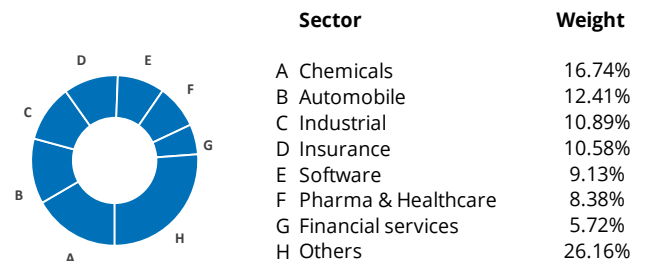 Sector Weight
D E
F
C
G
B
H
A
A Chemicals 16.74%
B Automobile 12.41%
C Industrial 10.89%
D Insurance 10.58%
E Software 9.13%
F Pharma & Healthcare 8.38%
G Financial services 5.72%
H Others 26.16%